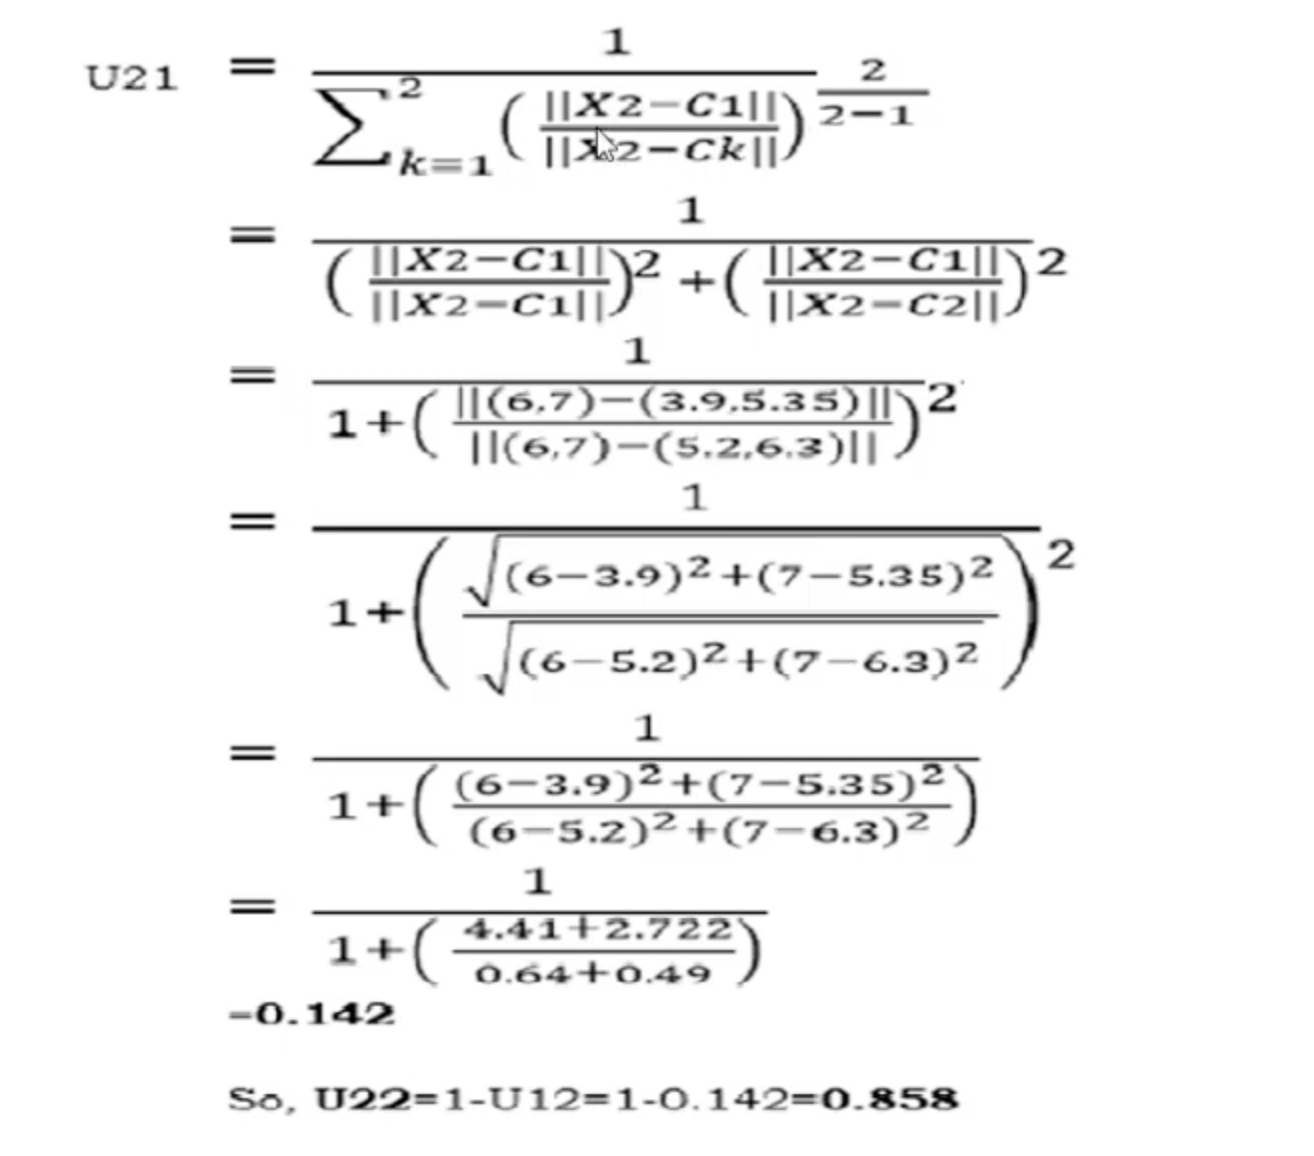 U21 = \frac{1}{\sum_{k=1}^{2} \left( \frac{||X2-C1||}{||X2-Ck||} \right)^{\frac{2}{2-1}}}
= \frac{1}{\left( \frac{||X2-C1||}{||X2-C1||} \right)^2 + \left( \frac{||X2-C1||}{||X2-C2||} \right)^2}
= \frac{1}{1+\left( \frac{||(6,7)-(3.9,5.35)||}{||(6,7)-(5.2,6.3)||} \right)^2}
= \frac{1}{1+\left( \frac{\sqrt{(6-3.9)^2+(7-5.35)^2}}{\sqrt{(6-5.2)^2+(7-6.3)^2}} \right)^2}
= \frac{1}{1+\left( \frac{(6-3.9)^2+(7-5.35)^2}{(6-5.2)^2+(7-6.3)^2} \right)}
= \frac{1}{1+\left( \frac{4.41+2.722}{0.64+0.49} \right)}
=0.142
So, U22=1-U12=1-0.142=0.858